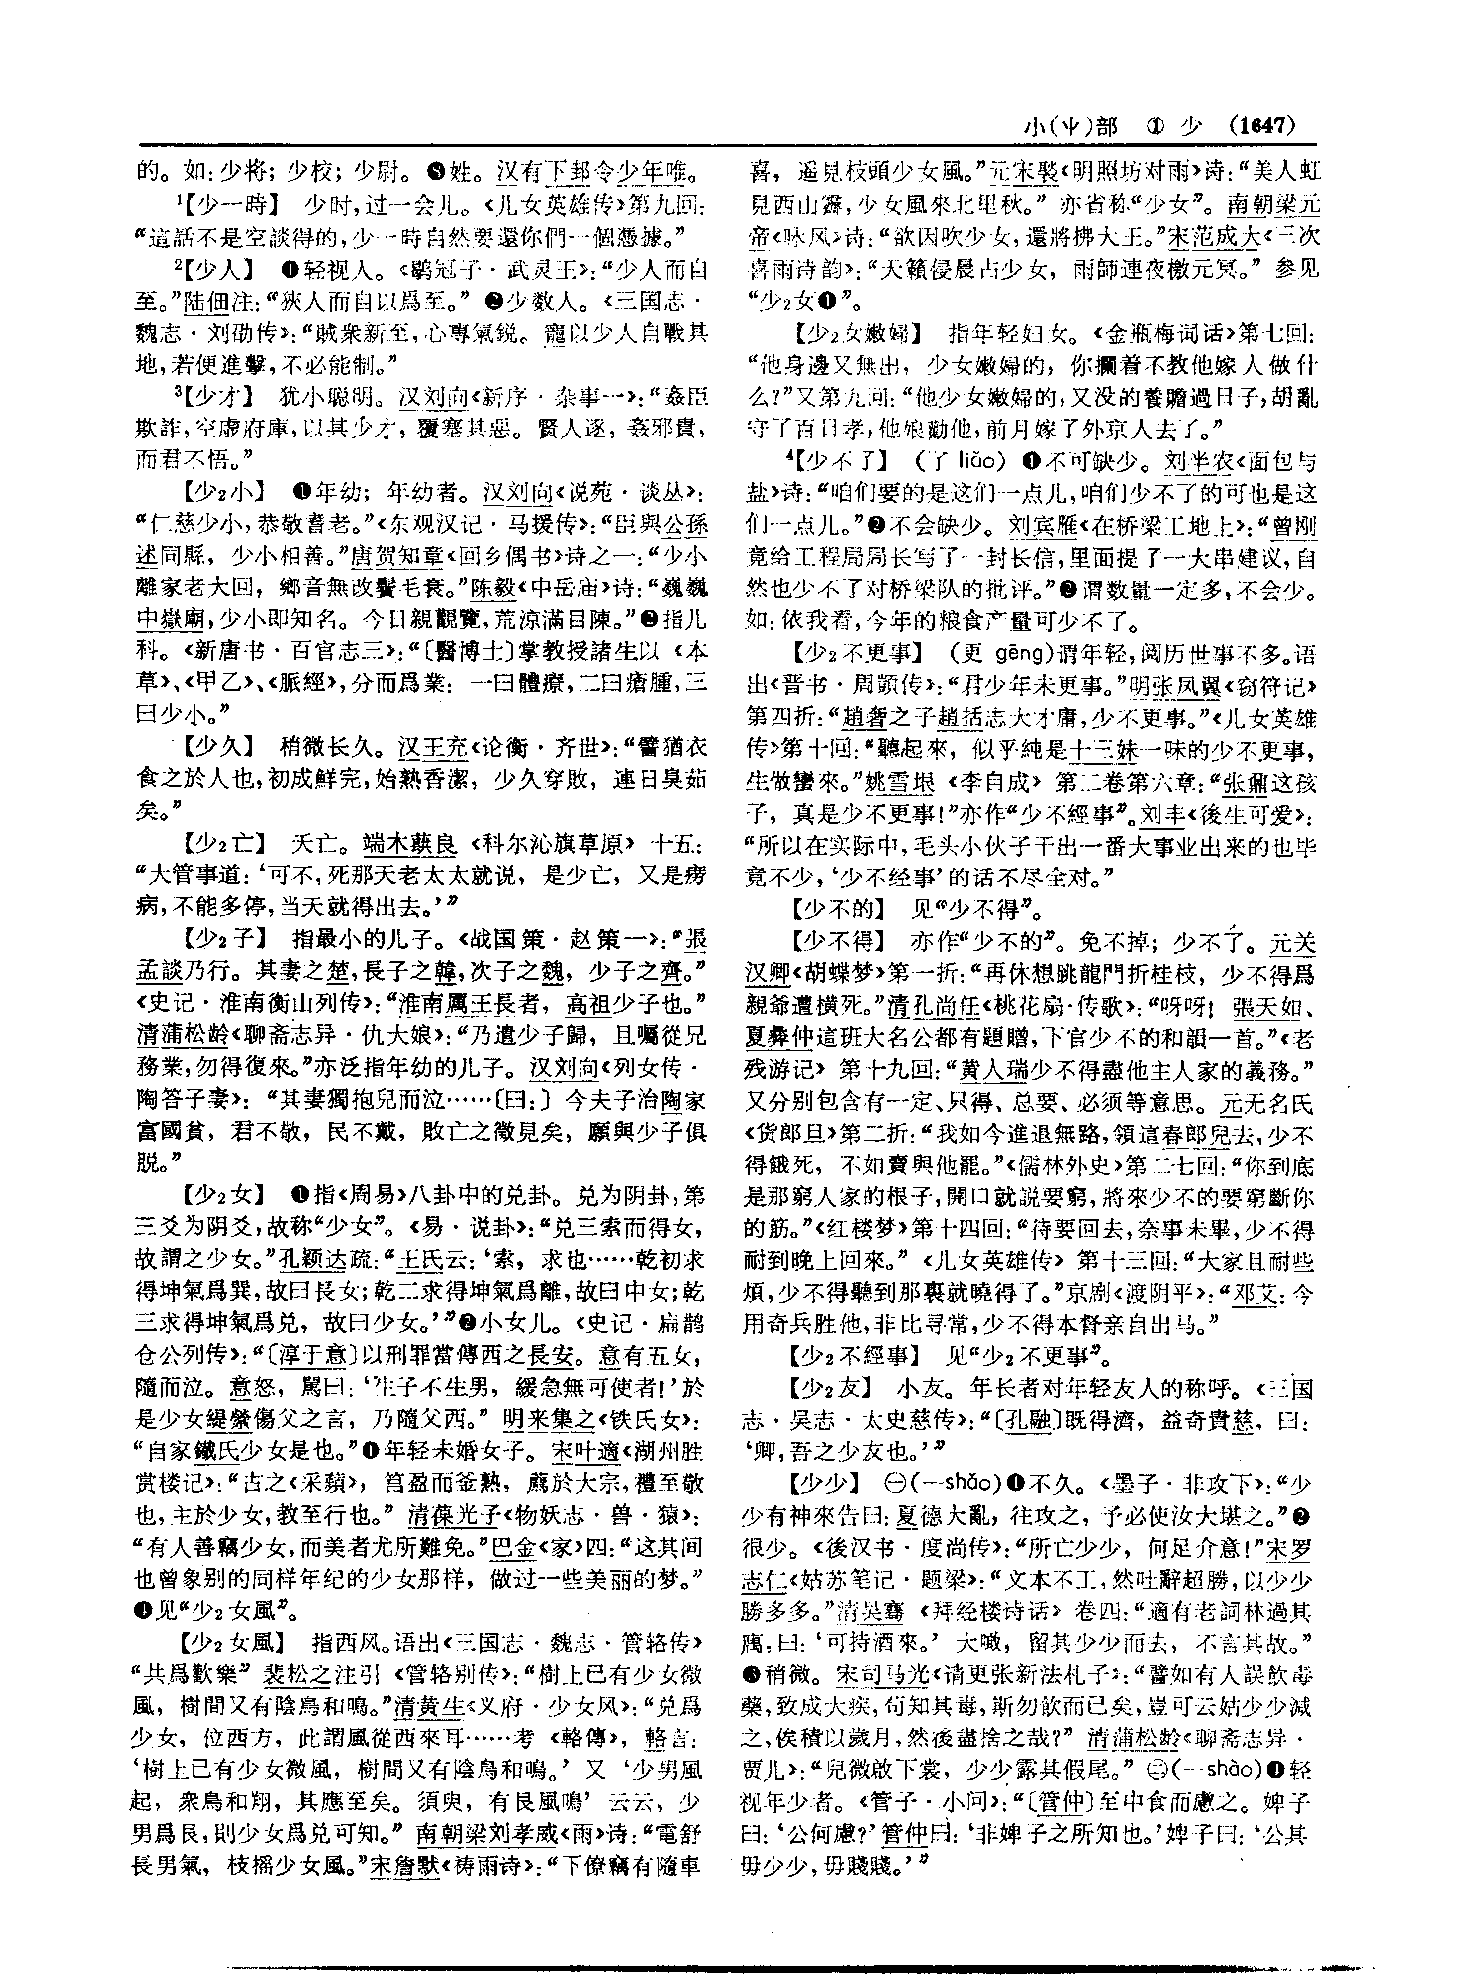 小(⺌)部 ① 少 (1647)
的。如：少将；少校；少尉。❽姓。汉有下邽令少年唯。
¹【少一時】 少时，过一会儿。《儿女英雄传》第九回：
“這話不是空談得的，少一時自然要還你們一個憑據。”
²【少人】 ❶轻视人。《鹖冠子·武灵王》：“少人而自
至。”陆佃注：“狹人而自以爲至。” ❷少数人。《三国志·
魏志·刘劭传》：“賊衆新至，心專氣鋭。寵以少人自戰其
地，若便進擊，不必能制。”
³【少才】 犹小聪明。汉刘向《新序·杂事一》：“姦臣
欺詐，空虚府庫，以其少才，覆塞其惡。賢人逐，姦邪貴，
而君不悟。”
【少₂小】 ❶年幼；年幼者。汉刘向《说苑·谈丛》：
“仁慈少小，恭敬耆老。”《东观汉记·马援传》：“臣與公孫
述同縣，少小相善。”唐贺知章《回乡偶书》诗之一：“少小
離家老大回，鄉音無改鬢毛衰。”陈毅《中岳庙》诗：“巍巍
中嶽廟，少小即知名。今日親觀覽，荒涼滿目陳。”❷指儿
科。《新唐书·百官志三》：“〔醫博士〕掌教授諸生以《本
草》、《甲乙》、《脈經》，分而爲業：一曰體療，二曰瘡腫，三
曰少小。”
【少久】 稍微长久。汉王充《论衡·齐世》：“譬猶衣
食之於人也，初成鮮完，始熟香潔，少久穿敗，連日臭茹
矣。”
【少₂亡】 夭亡。端木蕻良《科尔沁旗草原》十五：
“大管事道：‘可不，死那天老太太就说，是少亡，又是痨
病，不能多停，当天就得出去。’”
【少₂子】 指最小的儿子。《战国策·赵策一》：“張
孟談乃行。其妻之楚，長子之韓，次子之魏，少子之齊。”
《史记·淮南衡山列传》：“淮南厲王長者，高祖少子也。”
清蒲松龄《聊斋志异·仇大娘》：“乃遣少子歸，且囑從兄
務業，勿得復來。”亦泛指年幼的儿子。汉刘向《列女传·
陶答子妻》：“其妻獨抱兒而泣……〔曰：〕今夫子治陶家
富國貧，君不敬，民不戴，敗亡之徵見矣，願與少子俱
脱。”
【少₂女】 ❶指《周易》八卦中的兑卦。兑为阴卦，第
三爻为阴爻，故称“少女”。《易·说卦》：“兑三索而得女，
故謂之少女。”孔颖达疏：“王氏云：‘索，求也……乾初求
得坤氣爲巽，故曰長女；乾二求得坤氣爲離，故曰中女；乾
三求得坤氣爲兑，故曰少女。’”❷小女儿。《史记·扁鹊
仓公列传》：“〔淳于意〕以刑罪當傳西之長安。意有五女，
隨而泣。意怒，駡曰：‘生子不生男，緩急無可使者！’於
是少女緹縈傷父之言，乃隨父西。” 明来集之《铁氏女》：
“自家鐵氏少女是也。”❸年轻未婚女子。宋叶適《湖州胜
赏楼记》：“古之《采蘋》，筥盈而釜熟，薦於大宗，禮至敬
也，主於少女，教至行也。” 清葆光子《物妖志·兽·猿》：
“有人善竊少女，而美者尤所難免。”巴金《家》四：“这其间
也曾象别的同样年纪的少女那样，做过一些美丽的梦。”
❹见“少₂女風”。
【少₂女風】 指西风。语出《三国志·魏志·管辂传》
“共爲歡樂” 裴松之注引《管辂别传》：“樹上已有少女微
風，樹間又有陰鳥和鳴。”清黄生《义府·少女风》：“兑爲
少女，位西方，此謂風從西來耳……考《輅傳》，輅言：
‘樹上已有少女微風，樹間又有陰鳥和鳴。’又‘少男風
起，衆鳥和翔，其應至矣。須臾，有艮風鳴’云云，少
男爲艮，則少女爲兑可知。” 南朝梁刘孝威《雨》诗：“電舒
長男氣，枝摇少女風。”宋詹默《祷雨诗》：“下僚竊有隨車
喜，遥見枝頭少女風。”元宋褧《明照坊对雨》诗：“美人虹
見西山霽，少女風來北里秋。” 亦省称“少女”。南朝梁元
帝《咏风》诗：“欲因吹少女，還將拂大王。”宋范成大《三次
喜雨诗韵》：“天籟侵晨占少女，雨師連夜檄元冥。” 参见
“少₂女❶”。
【少₂女嫩婦】 指年轻妇女。《金瓶梅词话》第七回：
“他身邊又無出，少女嫩婦的，你攔着不教他嫁人做什
么？”又第九回：“他少女嫩婦的，又没的養贍過日子，胡亂
守了百日孝，他娘勸他，前月嫁了外京人去了。”
⁴【少不了】 （了 liǎo）❶不可缺少。刘半农《面包与
盐》诗：“咱们要的是这们一点儿，咱们少不了的可也是这
们一点儿。”❷不会缺少。刘宾雁《在桥梁工地上》：“曾刚
竟给工程局局长写了一封长信，里面提了一大串建议，自
然也少不了对桥梁队的批评。”❸谓数量一定多，不会少。
如：依我看，今年的粮食产量可少不了。
【少₂不更事】 （更 gēng）谓年轻，阅历世事不多。语
出《晋书·周顗传》：“君少年未更事。”明张凤翼《窃符记》
第四折：“趙奢之子趙括志大才庸，少不更事。”《儿女英雄
传》第十回：“聽起來，似乎純是十三妹一味的少不更事，
生做蠻來。”姚雪垠《李自成》第二卷第六章：“张鼐这孩
子，真是少不更事！”亦作“少不經事”。刘丰《後生可爱》：
“所以在实际中，毛头小伙子干出一番大事业出来的也毕
竟不少，‘少不经事’的话不尽全对。”
【少不的】 见“少不得”。
【少不得】 亦作“少不的”。免不掉；少不了。元关
汉卿《胡蝶梦》第一折：“再休想跳龍門折桂枝，少不得爲
親爺遭横死。”清孔尚任《桃花扇·传歌》：“呀呀！張天如、
夏彝仲這班大名公都有題贈，下官少不的和韻一首。”《老
残游记》第十九回：“黄人瑞少不得盡他主人家的義務。”
又分别包含有一定、只得、总要、必须等意思。元无名氏
《货郎旦》第二折：“我如今進退無路，領這春郎兒去，少不
得餓死，不如賣與他罷。”《儒林外史》第二七回：“你到底
是那窮人家的根子，開口就説要窮，將來少不的要窮斷你
的筋。”《红楼梦》第十四回：“待要回去，奈事未畢，少不得
耐到晚上回來。” 《儿女英雄传》第十三回：“大家且耐些
煩，少不得聽到那裏就曉得了。”京剧《渡阴平》：“邓艾：今
用奇兵胜他，非比寻常，少不得本督亲自出马。”
【少₂不經事】 见“少₂不更事”。
【少₂友】 小友。年长者对年轻友人的称呼。《三国
志·吴志·太史慈传》：“〔孔融〕既得濟，益奇貴慈，曰：
‘卿，吾之少友也。’”
【少少】 ㊀(－shǎo)❶不久。《墨子·非攻下》：“少
少有神來告曰：夏德大亂，往攻之，予必使汝大堪之。”❷
很少。《後汉书·度尚传》：“所亡少少，何足介意！”宋罗
志仁《姑苏笔记·题梁》：“文本不工，然吐辭超勝，以少少
勝多多。”清吴骞《拜经楼诗话》卷四：“適有老詞林過其
寓，曰：‘可持酒來。’大噉，留其少少而去，不言其故。”
❸稍微。宋司马光《请更张新法札子》：“譬如有人誤飲毒
藥，致成大疾，苟知其毒，斯勿飲而已矣，豈可云姑少少減
之，俟積以歲月，然後盡捨之哉？” 清蒲松龄《聊斋志异·
贾儿》：“兒微啟下裳，少少露其假尾。” ㊁(－shào)❶轻
视年少者。《管子·小问》：“〔管仲〕至中食而慮之。婢子
曰：‘公何慮？’管仲曰：‘非婢子之所知也。’婢子曰：‘公其
毋少少，毋賤賤。’”